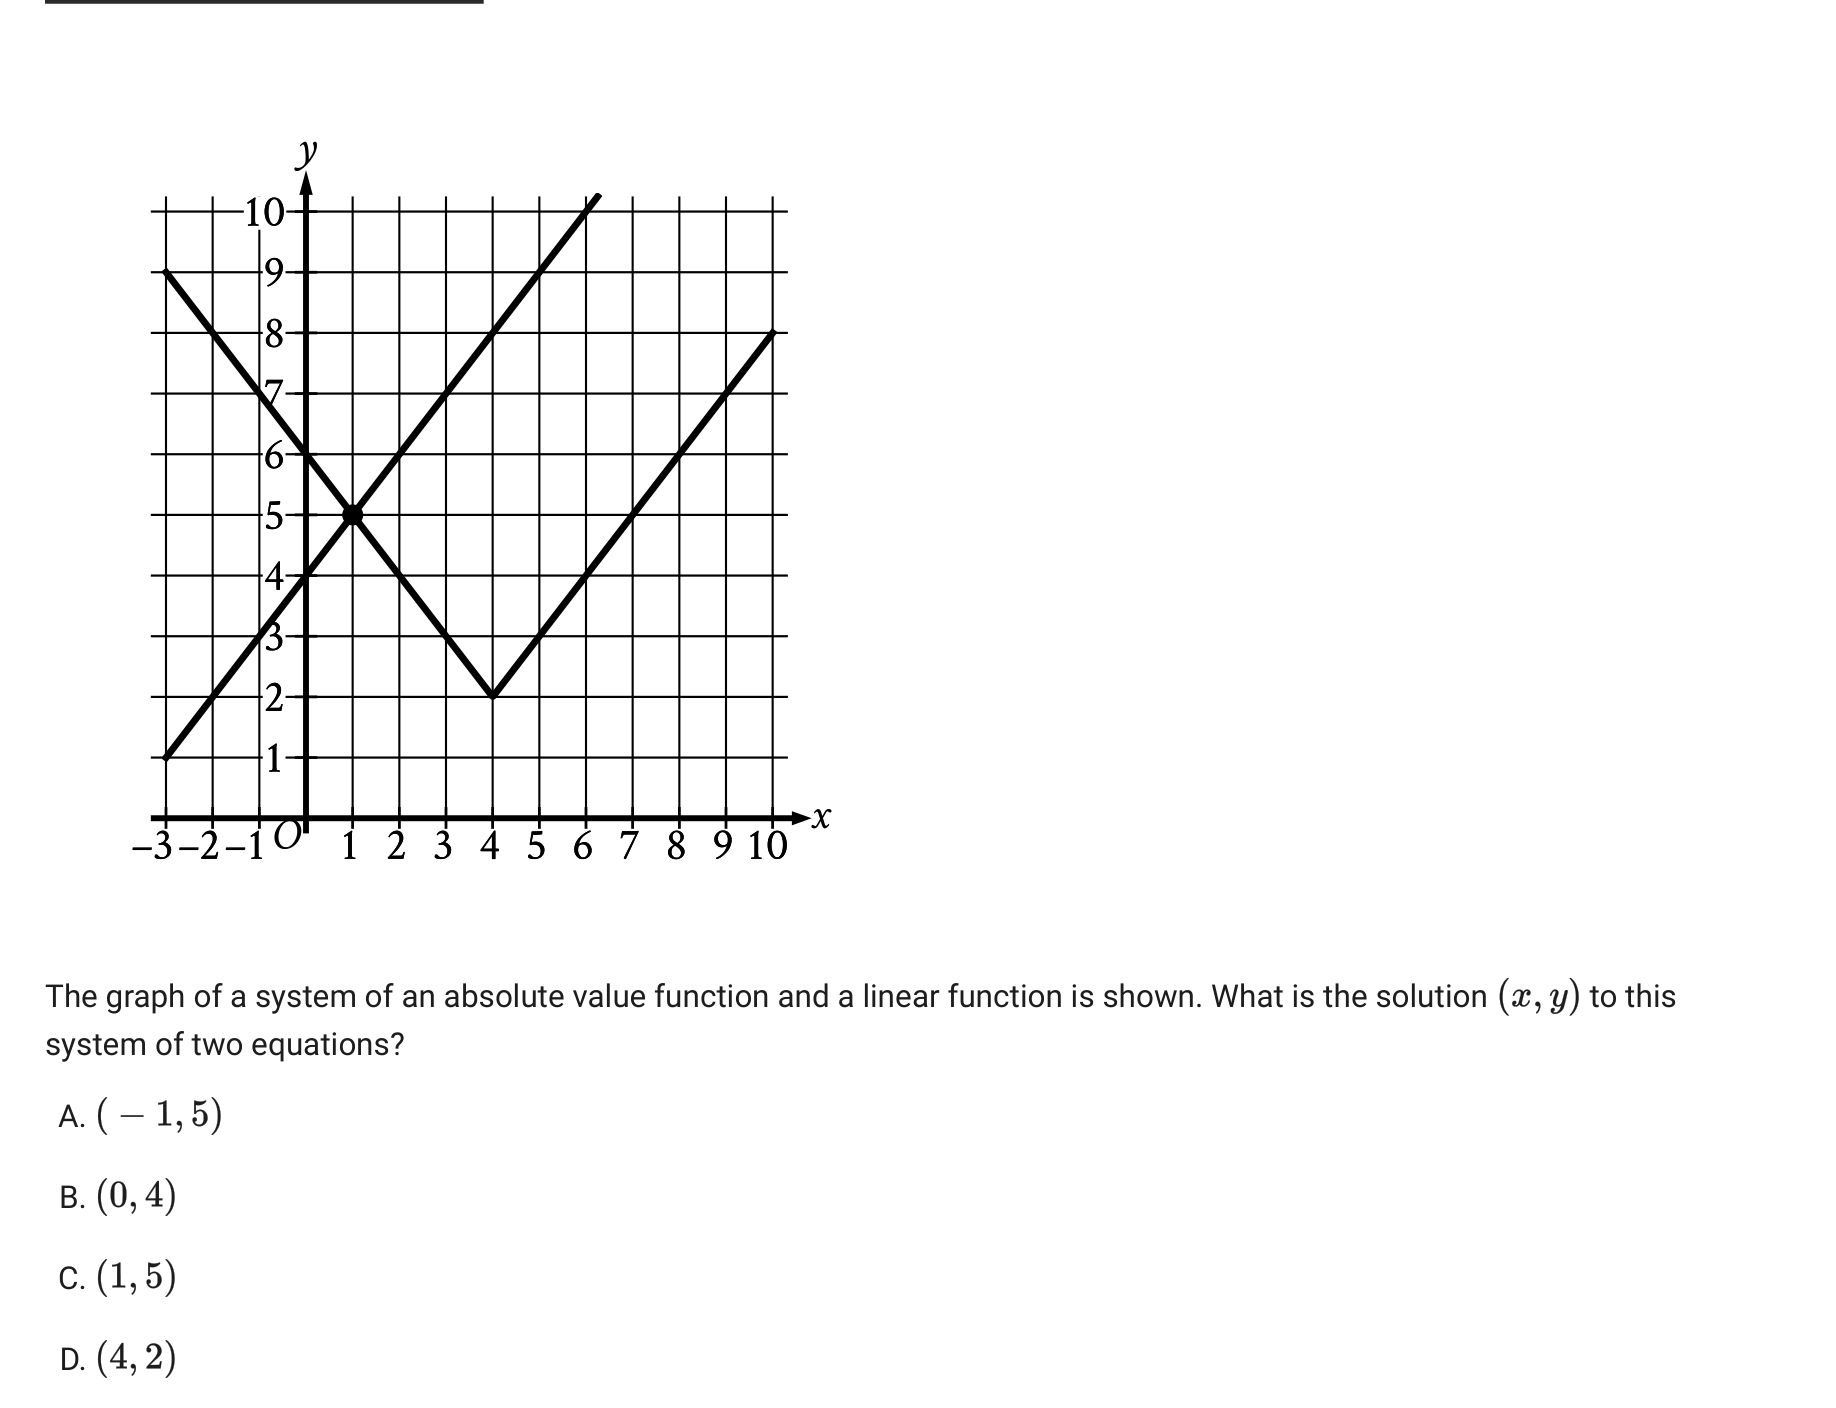 y
10
9
8
7
6
5
4
3
2
1
x
−3 −2 −1 O 1 2 3 4 5 6 7 8 9 10
The graph of a system of an absolute value function and a linear function is shown. What is the solution (x, y) to this
system of two equations?
A. ( − 1, 5)
B. (0, 4)
C. (1, 5)
D. (4, 2)